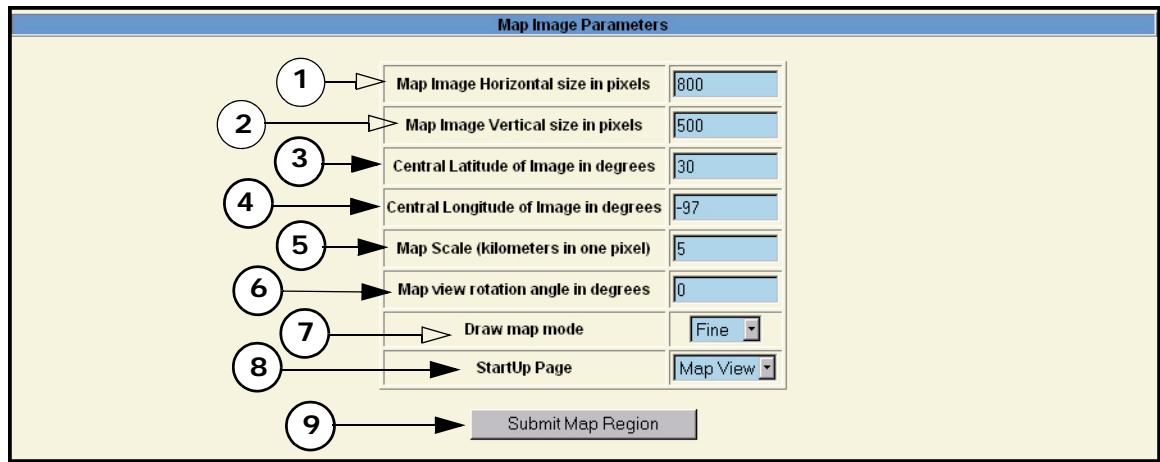 Map Image Parameters
1 Map Image Horizontal size in pixels 800
2 Map Image Vertical size in pixels 500
3 Central Latitude of Image in degrees 30
4 Central Longitude of Image in degrees -97
5 Map Scale (kilometers in one pixel) 5
6 Map view rotation angle in degrees 0
7 Draw map mode Fine
8 StartUp Page Map View
9 Submit Map Region